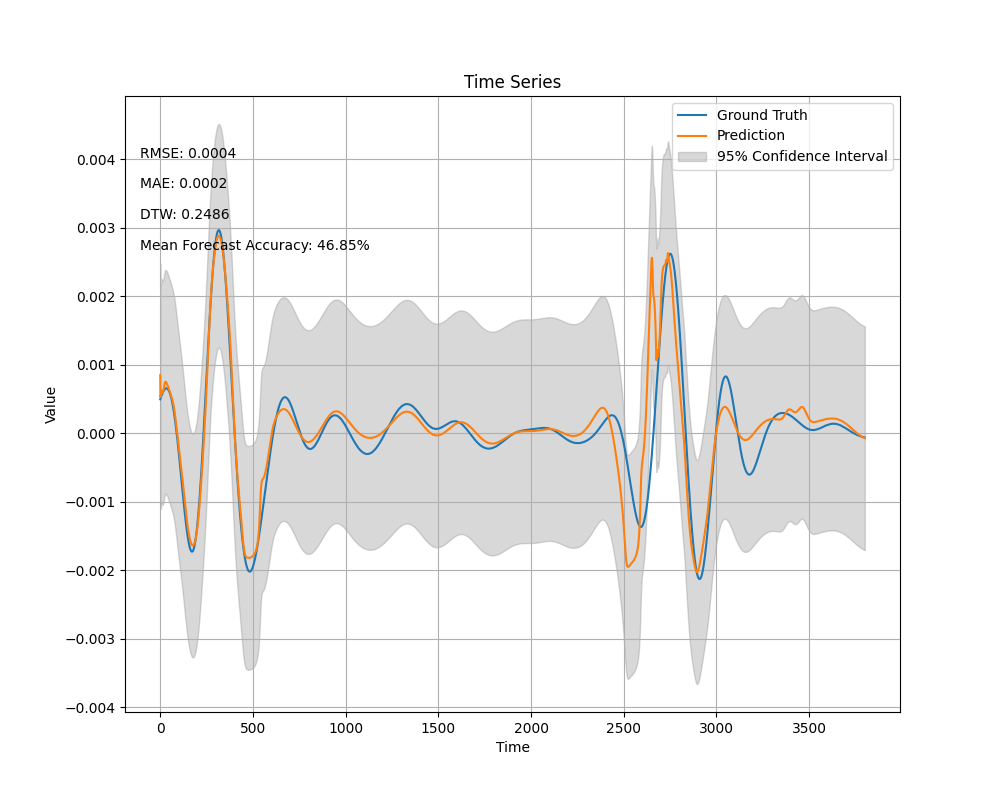 Time Series
Ground Truth
Prediction
95% Confidence Interval
RMSE: 0.0004
MAE: 0.0002
DTW: 0.2486
Mean Forecast Accuracy: 46.85%
Value
0.004
0.003
0.002
0.001
0.000
−0.001
−0.002
−0.003
−0.004
0 500 1000 1500 2000 2500 3000 3500
Time